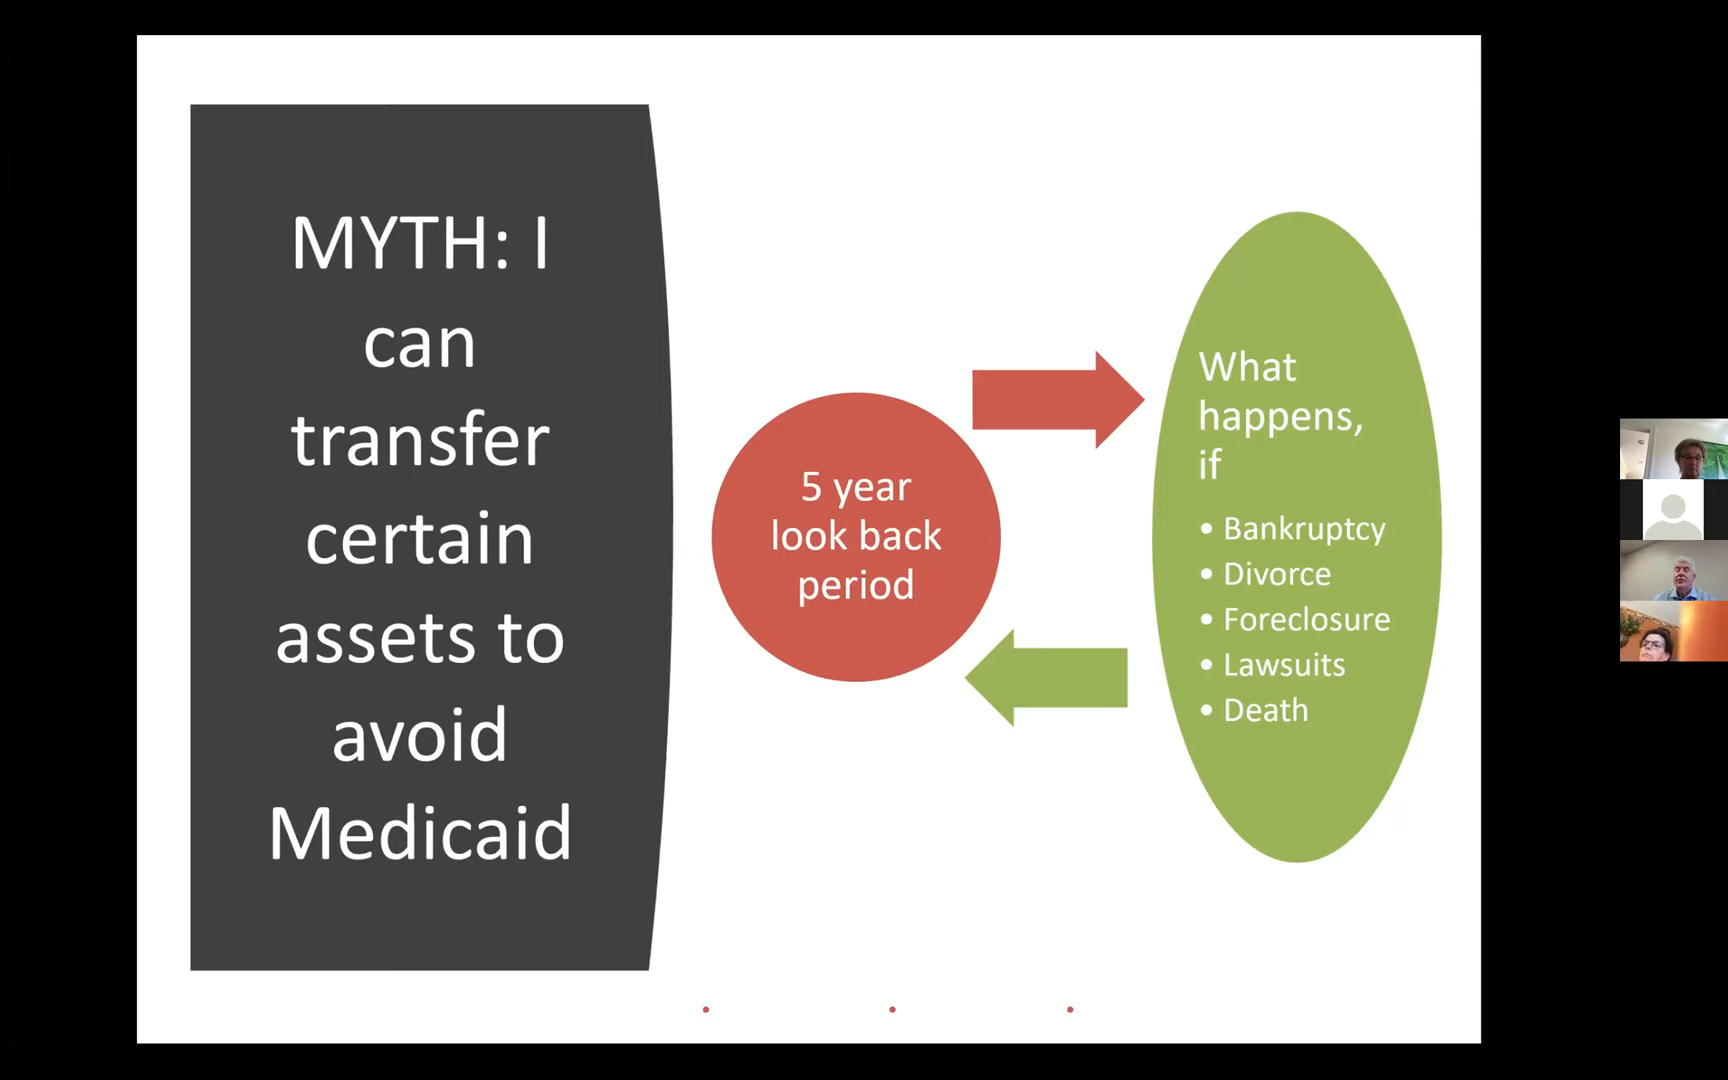 MYTH: I
can
transfer
certain
assets to
avoid
Medicaid
5 year
look back
period
What
happens,
if
• Bankruptcy
• Divorce
• Foreclosure
• Lawsuits
• Death